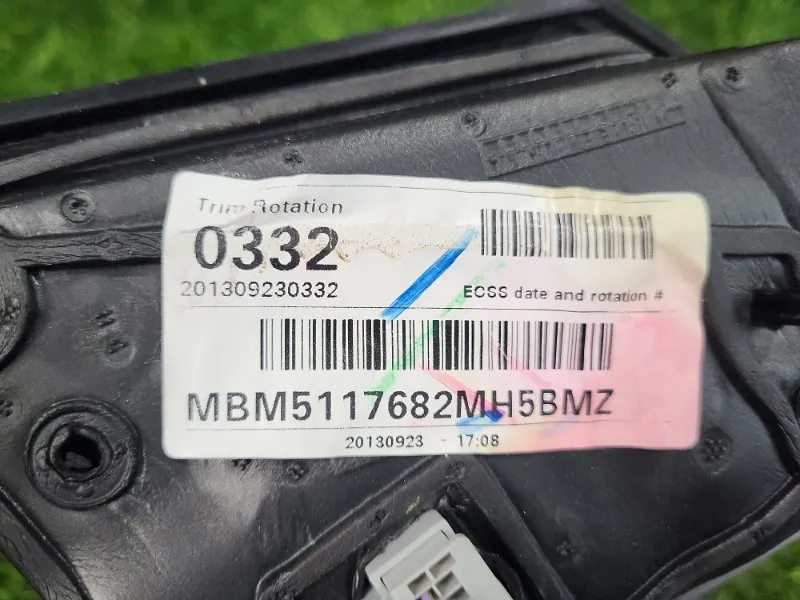 Trim Rotation
0332
201309230332
ECSS date and rotation #
MBM5117682MH5BMZ
20130923 - 17:08